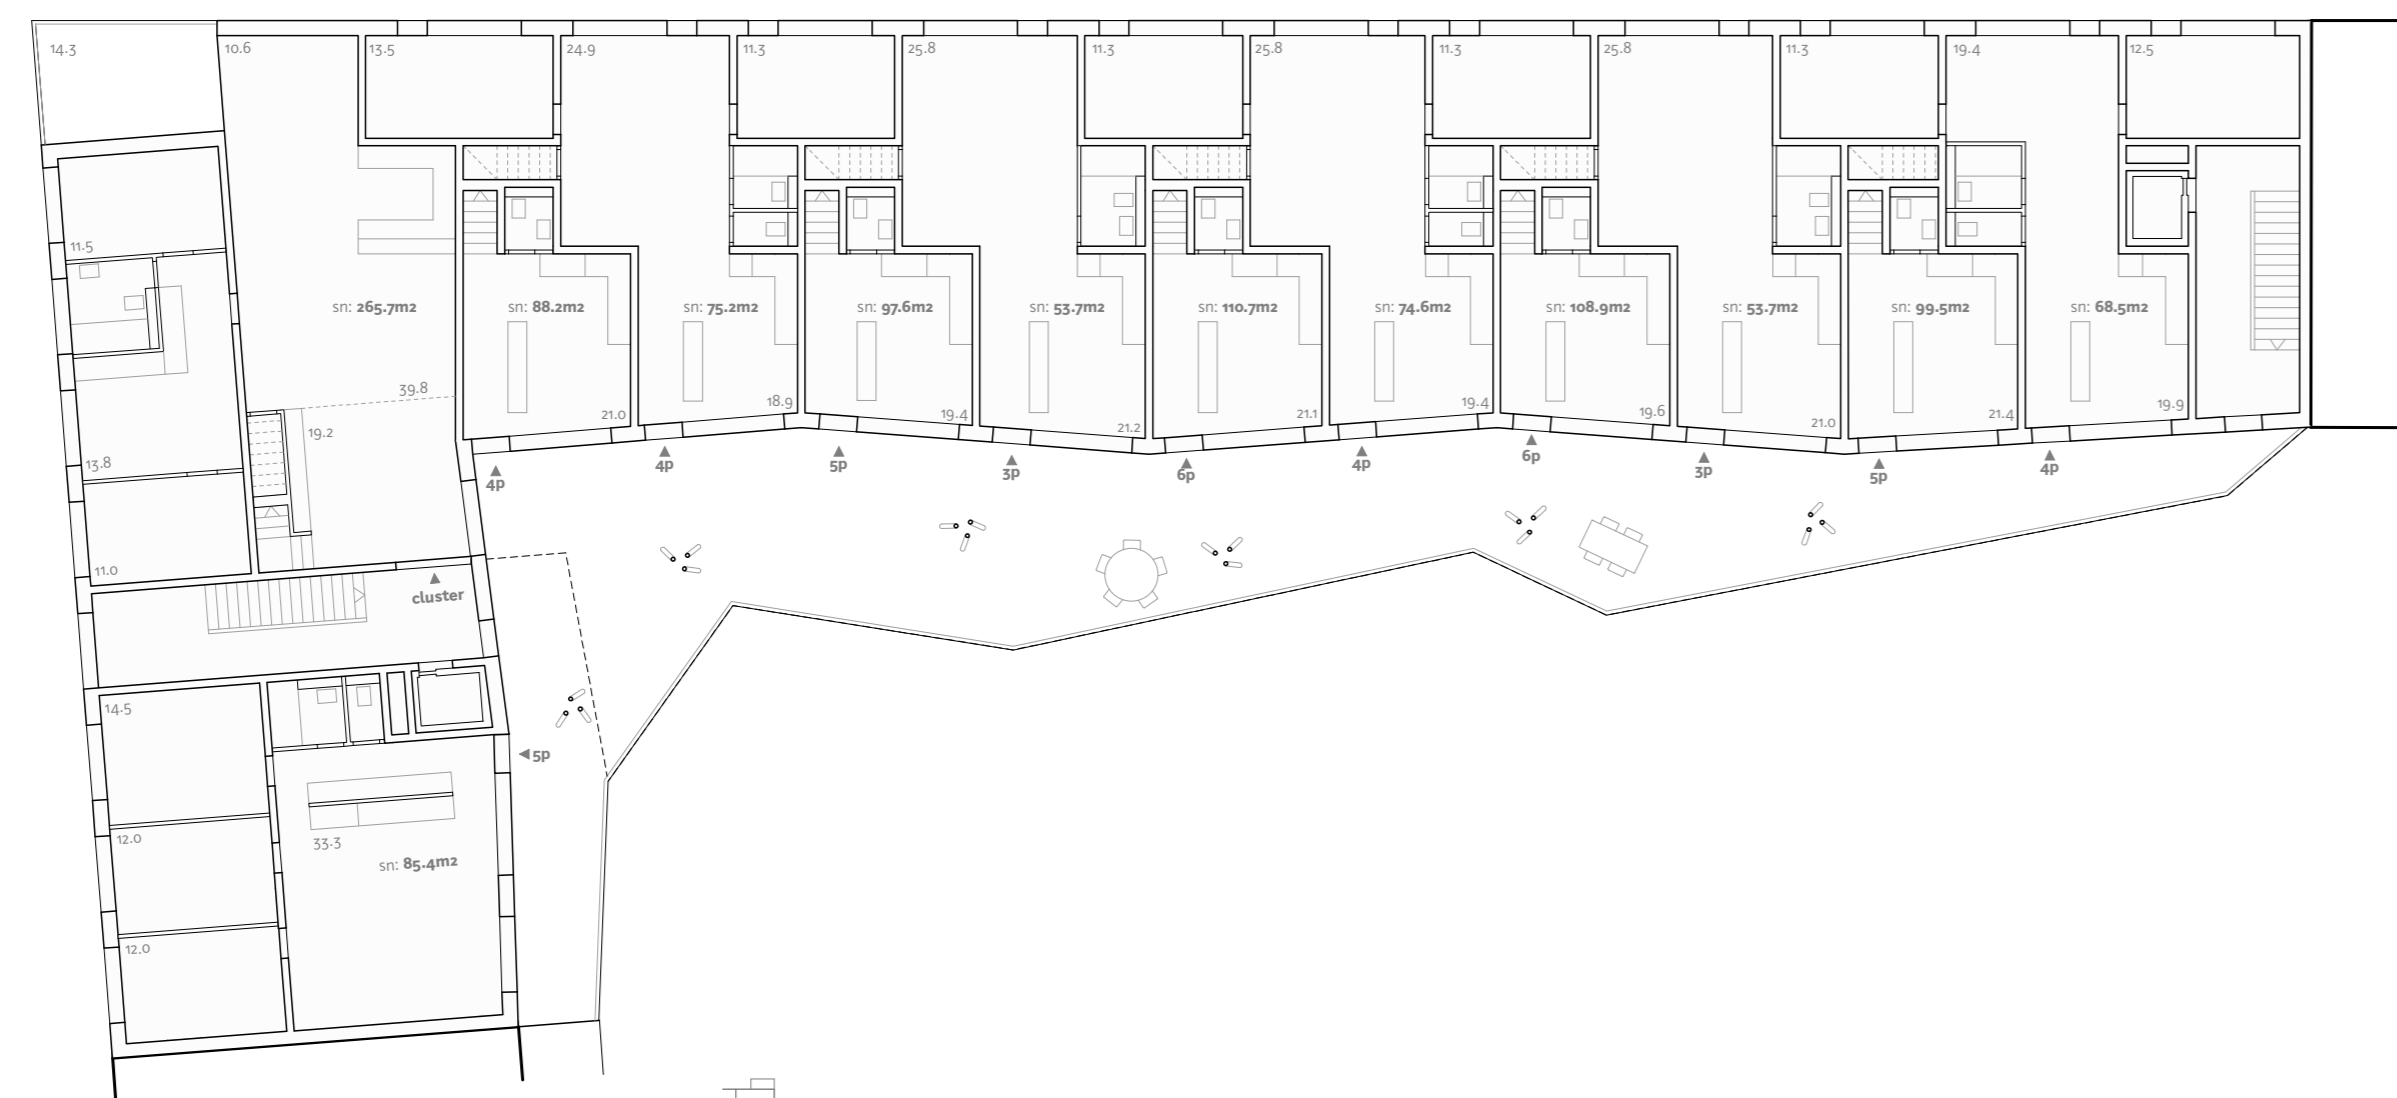 14.3
10.6
13.5
24.9
11.3
25.8
11.3
25.8
11.3
25.8
11.3
19.4
12.5
11.5
sn: 265.7m2
sn: 88.2m2
sn: 75.2m2
sn: 97.6m2
sn: 53.7m2
sn: 110.7m2
sn: 74.6m2
sn: 108.9m2
sn: 53.7m2
sn: 99.5m2
sn: 68.5m2
39.8
19.2
21.0
18.9
19.4
21.2
21.1
19.4
19.6
21.0
21.4
19.9
13.8
4p
4p
5p
3p
6p
4p
6p
3p
5p
4p
11.0
cluster
14.5
5p
12.0
33.3
sn: 85.4m2
12.0